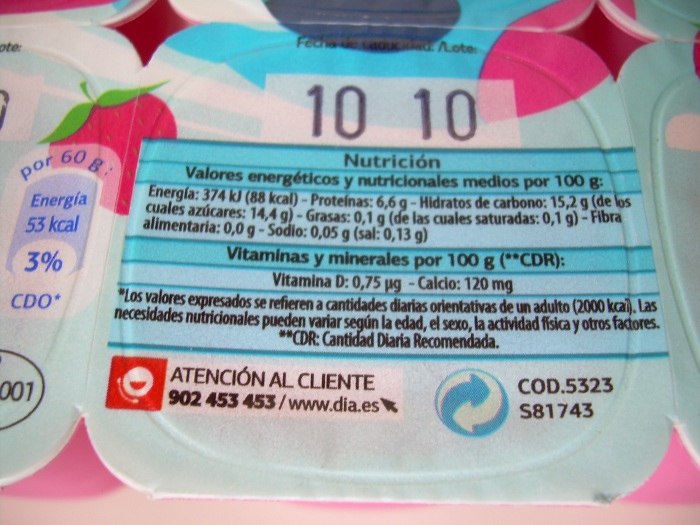 ote:
Fecha de caducidad: /Lote:
10 10
por 60 g:
Energía
53 kcal
3%
CDO*
Nutrición
Valores energéticos y nutricionales medios por 100 g:
Energía: 374 kJ (88 kcal) - Proteínas: 6,6 g - Hidratos de carbono: 15,2 g (de los
cuales azúcares: 14,4 g) - Grasas: 0,1 g (de las cuales saturadas: 0,1 g) - Fibra
alimentaria: 0,0 g - Sodio: 0,05 g (sal: 0,13 g)
Vitaminas y minerales por 100 g (**CDR):
Vitamina D: 0,75 µg - Calcio: 120 mg
*Los valores expresados se refieren a cantidades diarias orientativas de un adulto (2000 kcal). Las
necesidades nutricionales pueden variar según la edad, el sexo, la actividad física y otros factores.
**CDR: Cantidad Diaria Recomendada.
001
ATENCIÓN AL CLIENTE
902 453 453 / www.dia.es
COD.5323
S81743